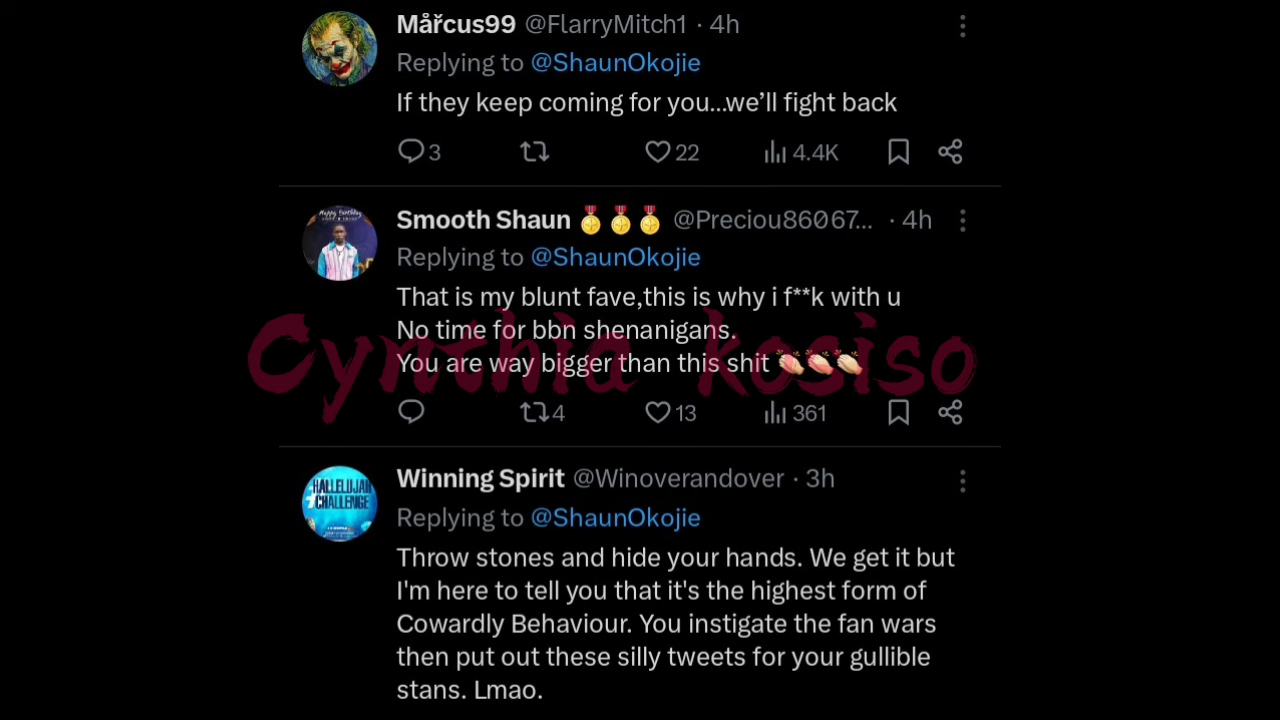 Måřcus99 @FlarryMitch1 · 4h
Replying to @ShaunOkojie
If they keep coming for you...we’ll fight back
3 22 4.4K
Happy Birthday
Smooth Shaun 🎖️🎖️🎖️ @Preciou86067... · 4h
Replying to @ShaunOkojie
That is my blunt fave,this is why i f**k with u
No time for bbn shenanigans.
You are way bigger than this shit 👏👏👏
Cynthia kosiso
4 13 361
Winning Spirit @Winoverandover · 3h
HALLELUJAH
CHALLENGE
Replying to @ShaunOkojie
Throw stones and hide your hands. We get it but
I'm here to tell you that it's the highest form of
Cowardly Behaviour. You instigate the fan wars
then put out these silly tweets for your gullible
stans. Lmao.